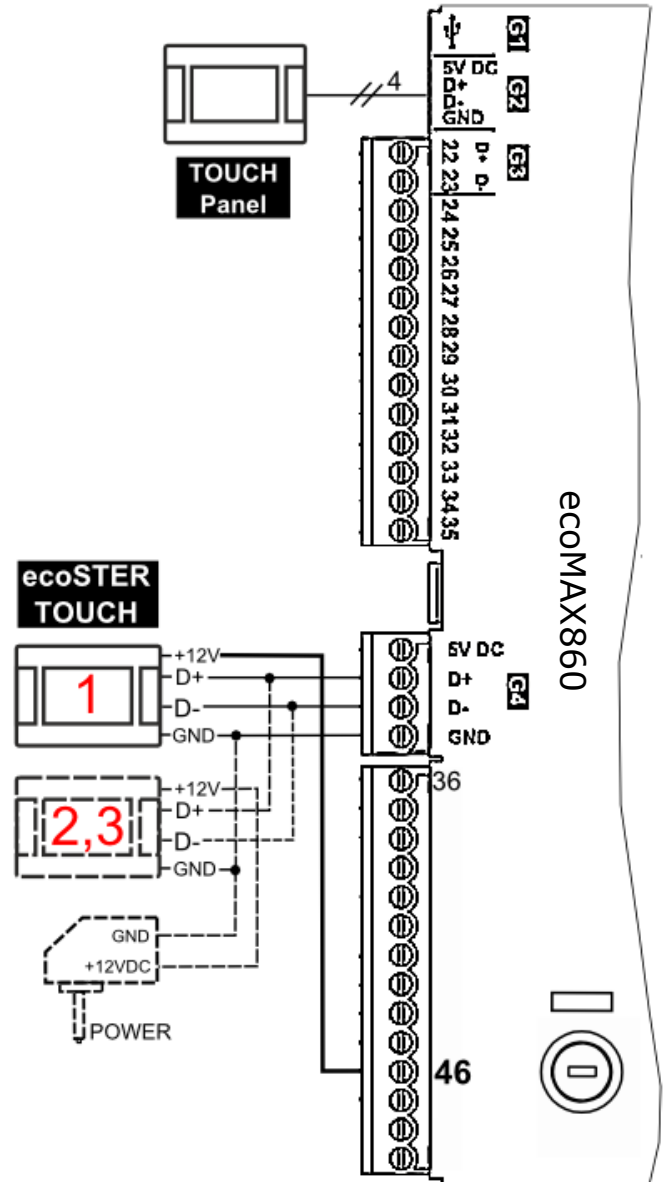 G1
5V DC
D+
D-
GND
G2
4
TOUCH
Panel
22 D+
23 D-
G3
24
25
26
27
28
29
30
31
32
33
34
35
ecoMAX860
ecoSTER
TOUCH
1
+12V
D+
D-
GND
5V DC
D+
D-
GND
G4
2,3
+12V
D+
D-
GND
36
GND
+12VDC
POWER
46